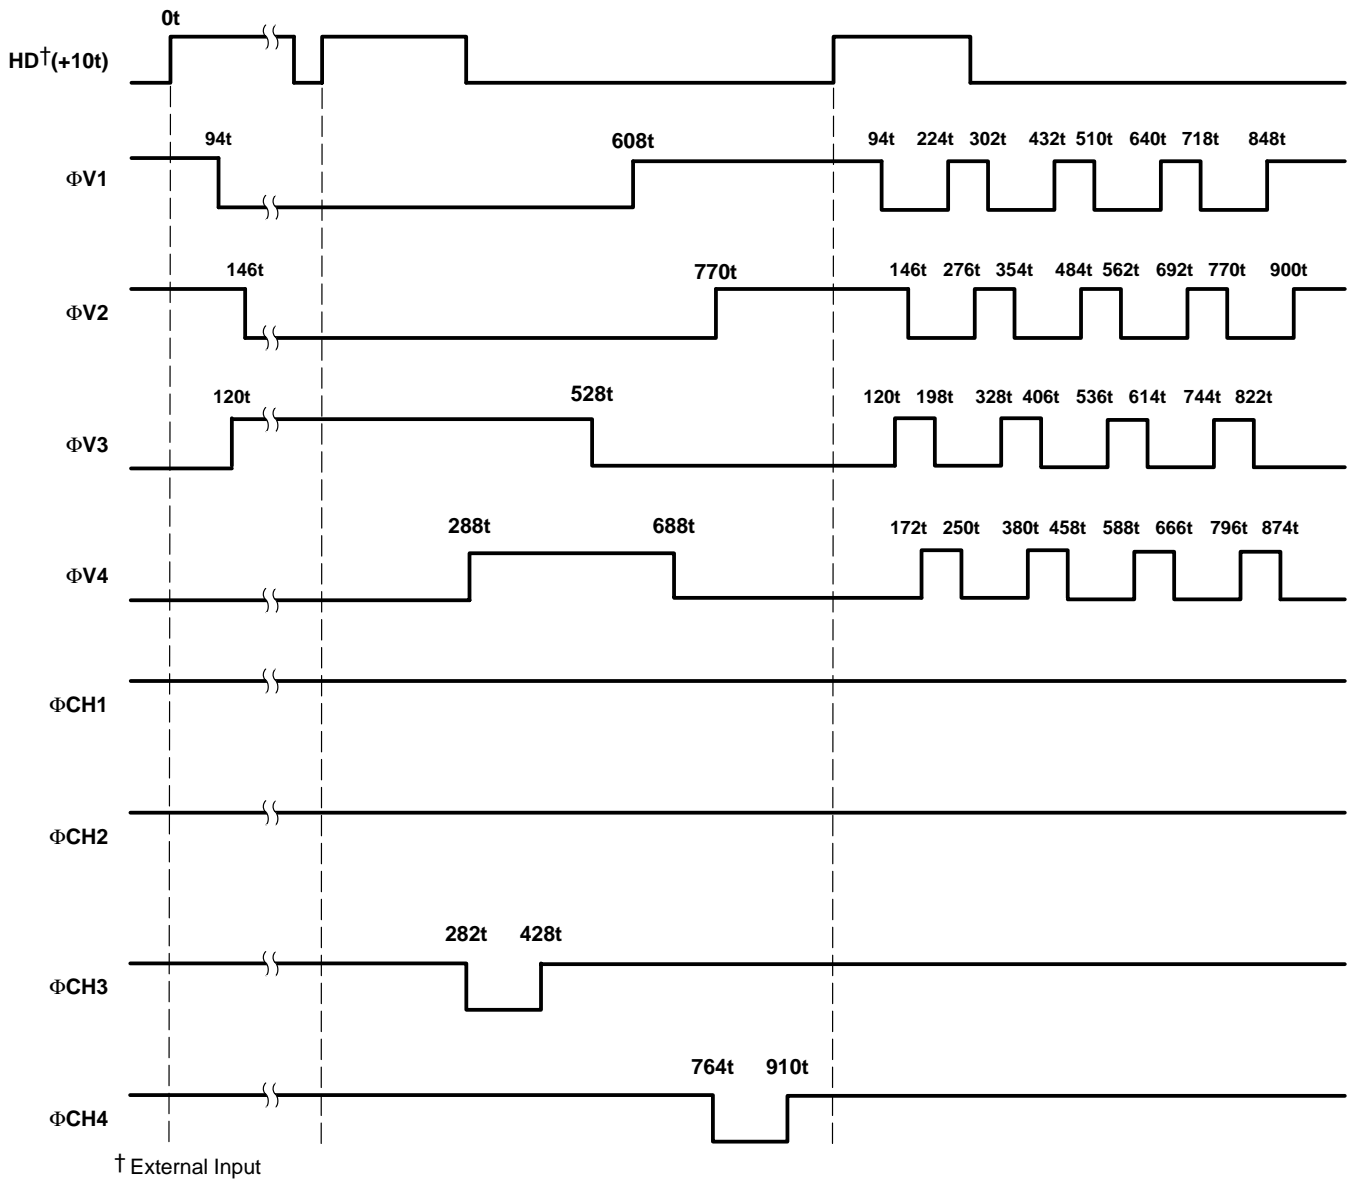 0t
HD†(+10t)
94t 608t 94t 224t 302t 432t 510t 640t 718t 848t
ΦV1
146t 770t 146t 276t 354t 484t 562t 692t 770t 900t
ΦV2
120t 528t 120t 198t 328t 406t 536t 614t 744t 822t
ΦV3
288t 688t 172t 250t 380t 458t 588t 666t 796t 874t
ΦV4
ΦCH1
ΦCH2
282t 428t
ΦCH3
764t 910t
ΦCH4
† External Input